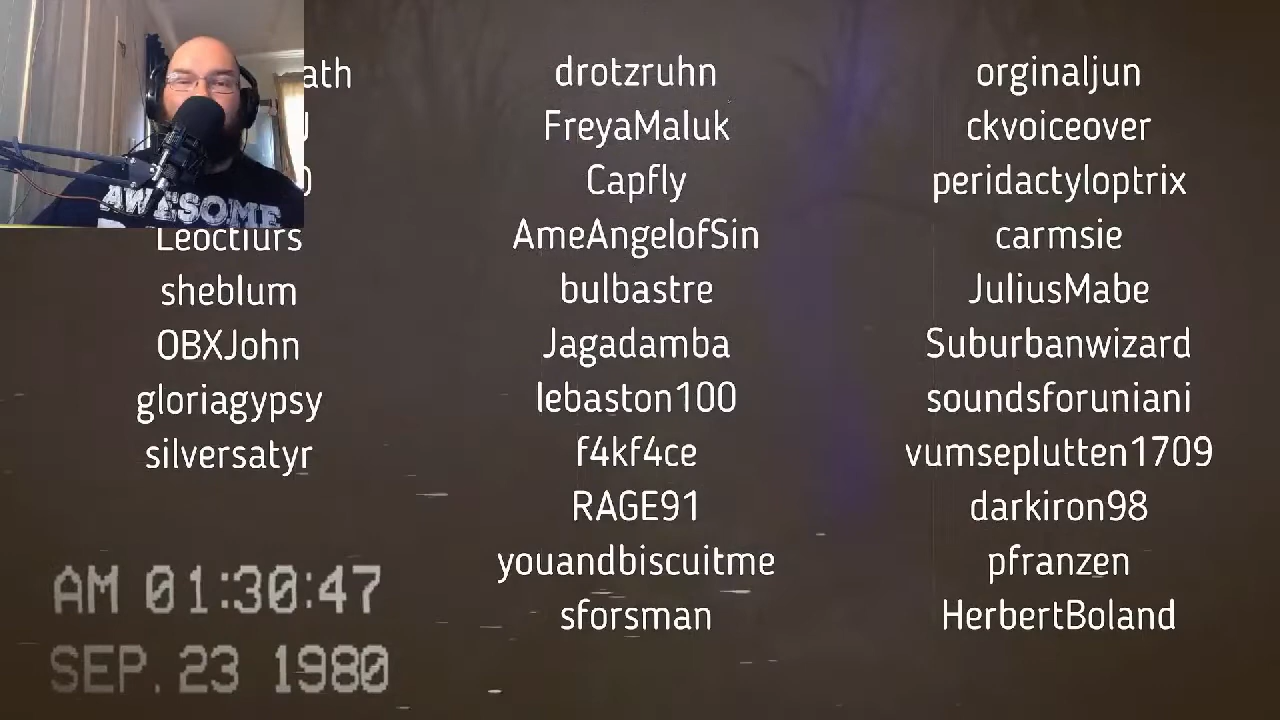 AWESOME
ath
Leoctiurs
sheblum
OBXJohn
gloriagypsy
silversatyr
drotzruhn
FreyaMaluk
Capfly
AmeAngelofSin
bulbastre
Jagadamba
lebaston100
f4kf4ce
RAGE91
youandbiscuitme
sforsman
orginaljun
ckvoiceover
peridactyloptrix
carmsie
JuliusMabe
Suburbanwizard
soundsforuniani
vumseplutten1709
darkiron98
pfranzen
HerbertBoland
AM 01:30:47
SEP.23 1980